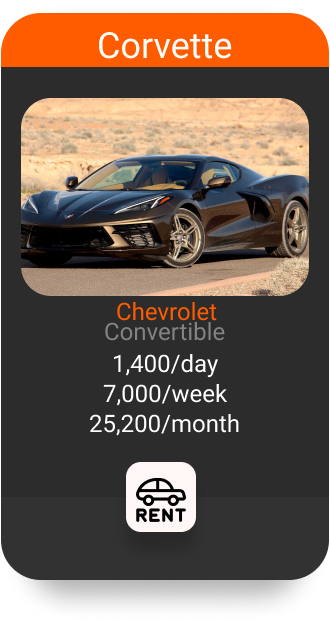 Corvette
Chevrolet
Convertible
1,400/day
7,000/week
25,200/month
RENT